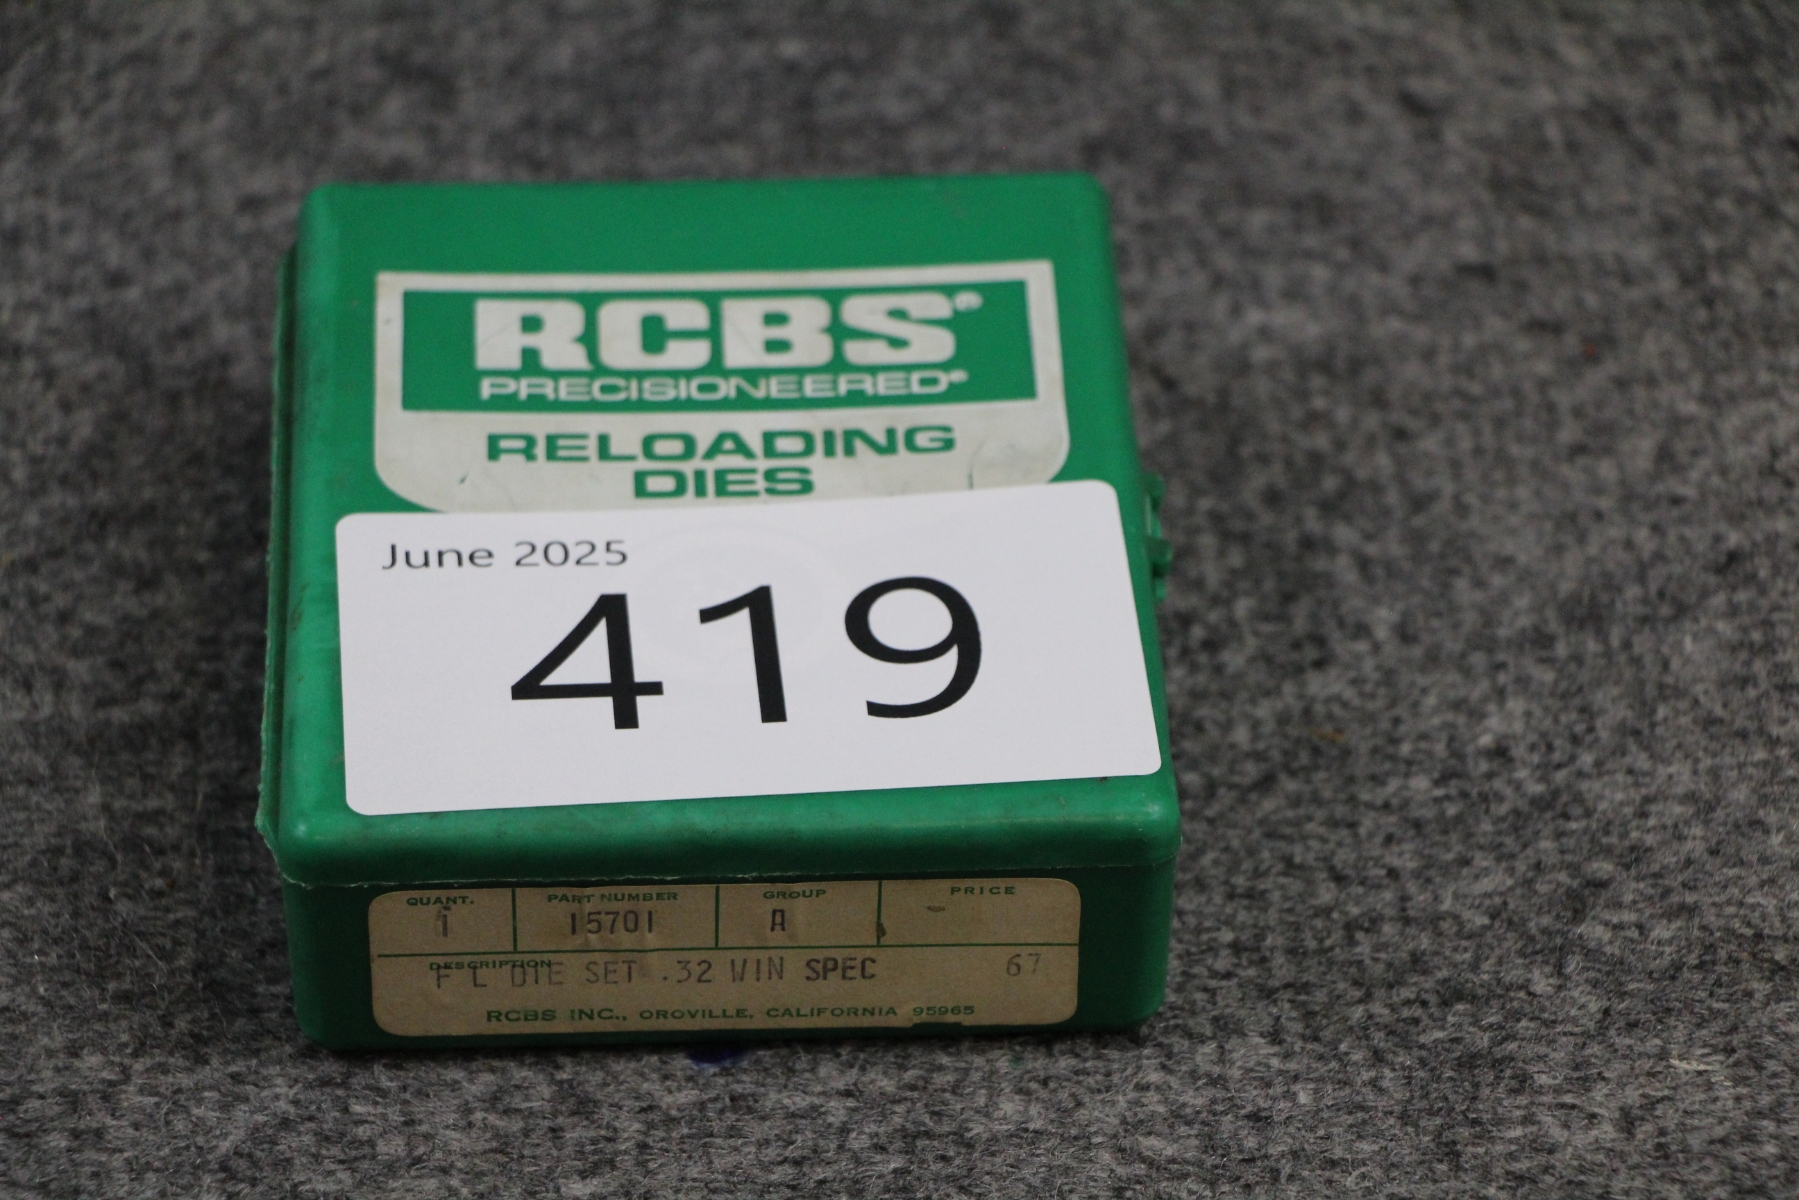 RCBS®
PRECISIONEERED®
RELOADING
DIES
June 2025
419
QUANT. PART NUMBER GROUP PRICE
1 15701 A
DESCRIPTION
F L DIE SET .32 WIN SPEC 67
RCBS INC., OROVILLE, CALIFORNIA 95965